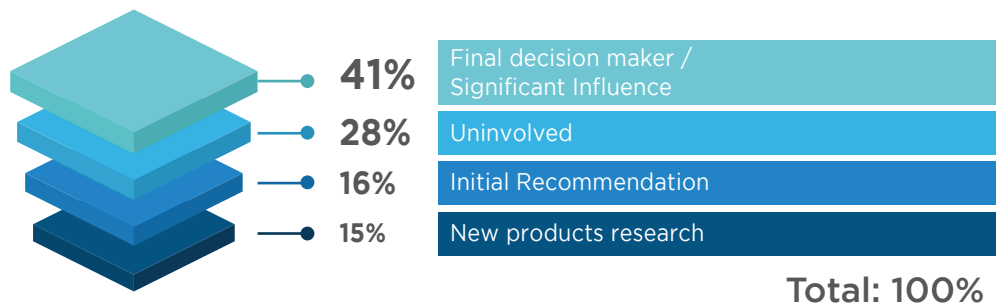 41%
Final decision maker /
Significant Influence
28%
Uninvolved
16%
Initial Recommendation
15%
New products research
Total: 100%